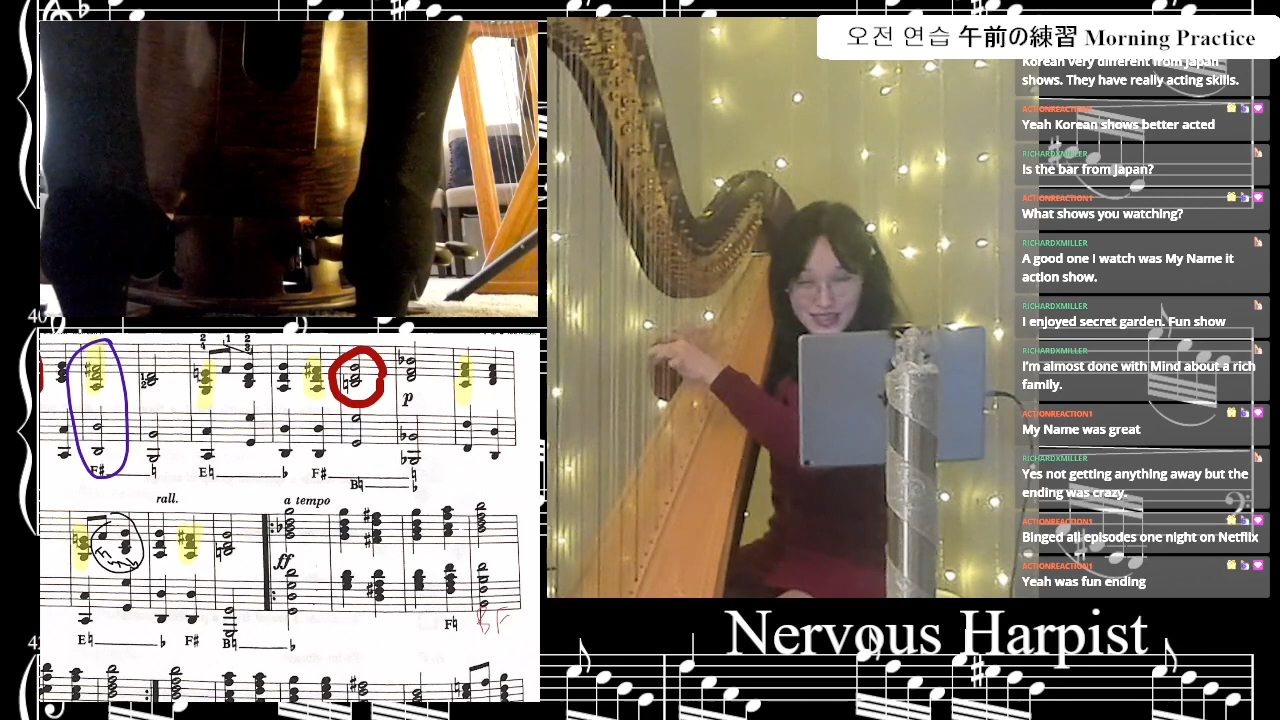 오전 연습 午前の練習 Morning Practice
Korean very different from Japan
shows. They have really acting skills.
ACTIONREACTION1
Yeah Korean shows better acted
RICHARDXMILLER
Is the bar from Japan?
ACTIONREACTION1
What shows you watching?
RICHARDXMILLER
A good one I watch was My Name it
action show.
RICHARDXMILLER
I enjoyed secret garden. Fun show
RICHARDXMILLER
I'm almost done with Mind about a rich
family.
ACTIONREACTION1
My Name was great
RICHARDXMILLER
Yes not getting anything away but the
ending was crazy.
ACTIONREACTION1
Binged all episodes one night on Netflix
ACTIONREACTION1
Yeah was fun ending
40
p
F# ♮ E♮ ♭ F# B♮ ♮
rall. a tempo
ff
E♮ ♭ F# B♮ ♭ F♮ BF
42
Nervous Harpist